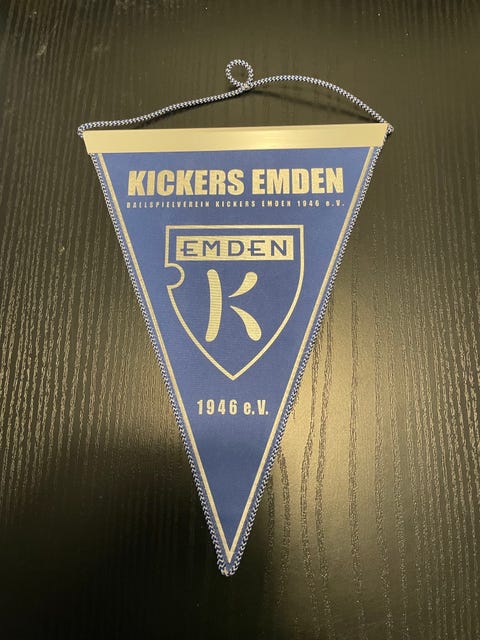 KICKERS EMDEN
BALLSPIELVEREIN KICKERS EMDEN 1946 e.V.
EMDEN
K
1946 e.V.